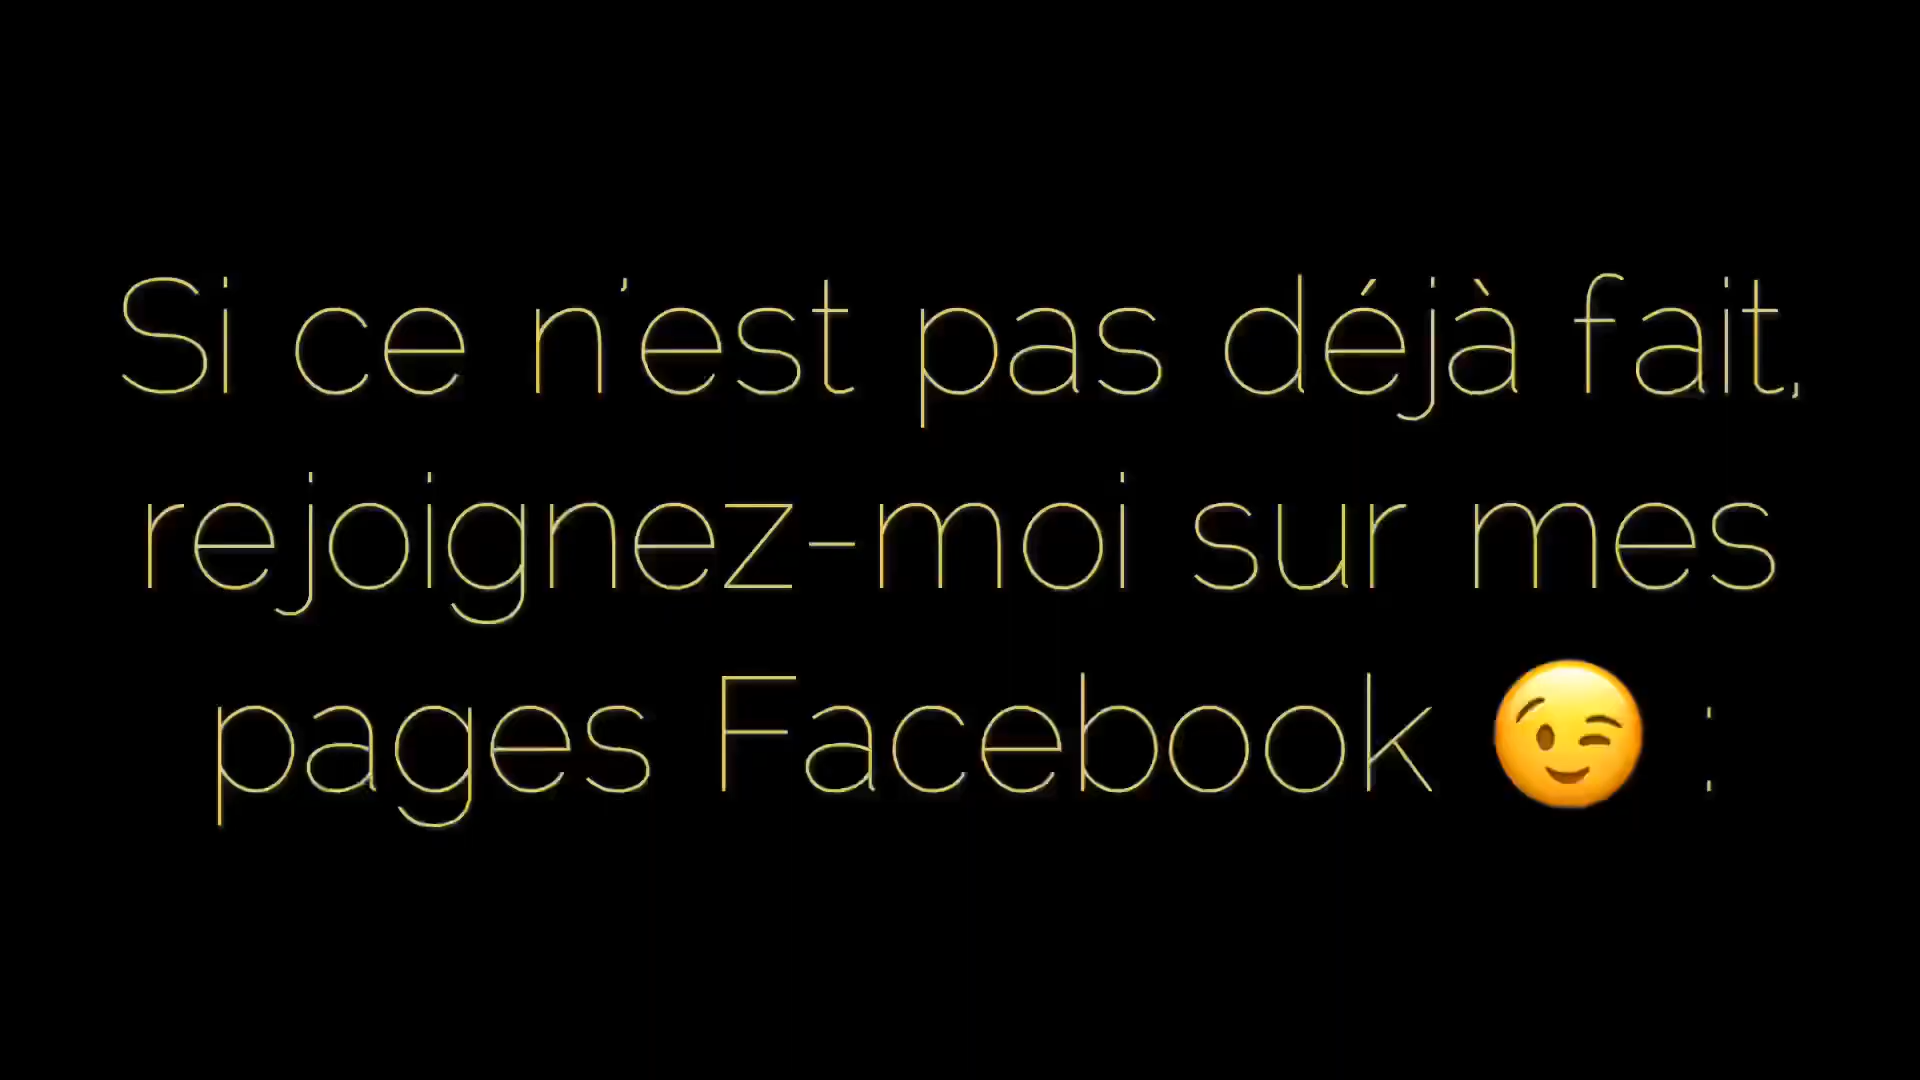 Si ce n'est pas déjà fait,
rejoignez-moi sur mes
pages Facebook 😉 :